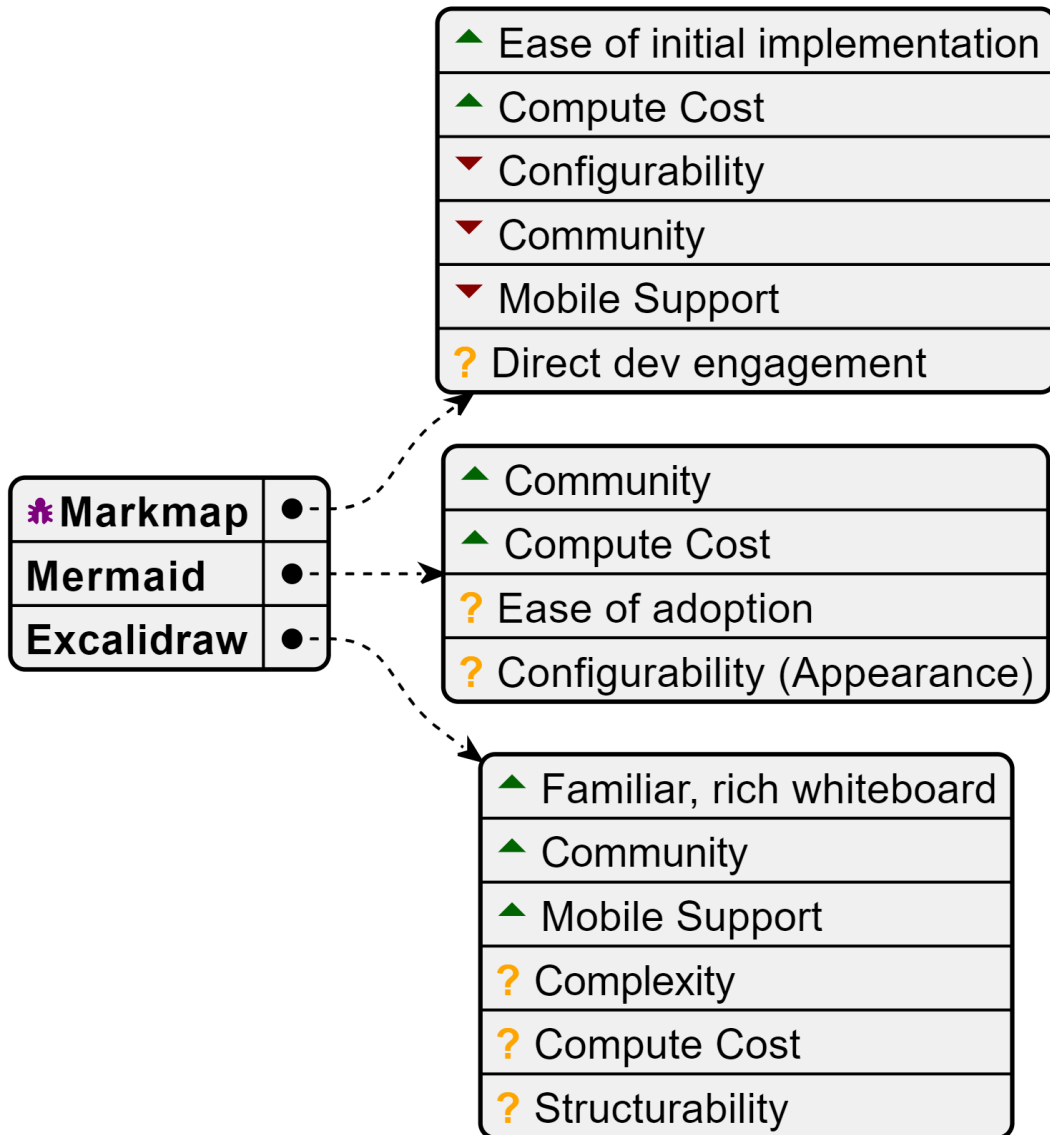 Ease of initial implementation
Compute Cost
Configurability
Community
Mobile Support
? Direct dev engagement
Markmap
Mermaid
Excalidraw
Community
Compute Cost
? Ease of adoption
? Configurability (Appearance)
Familiar, rich whiteboard
Community
Mobile Support
? Complexity
? Compute Cost
? Structurability